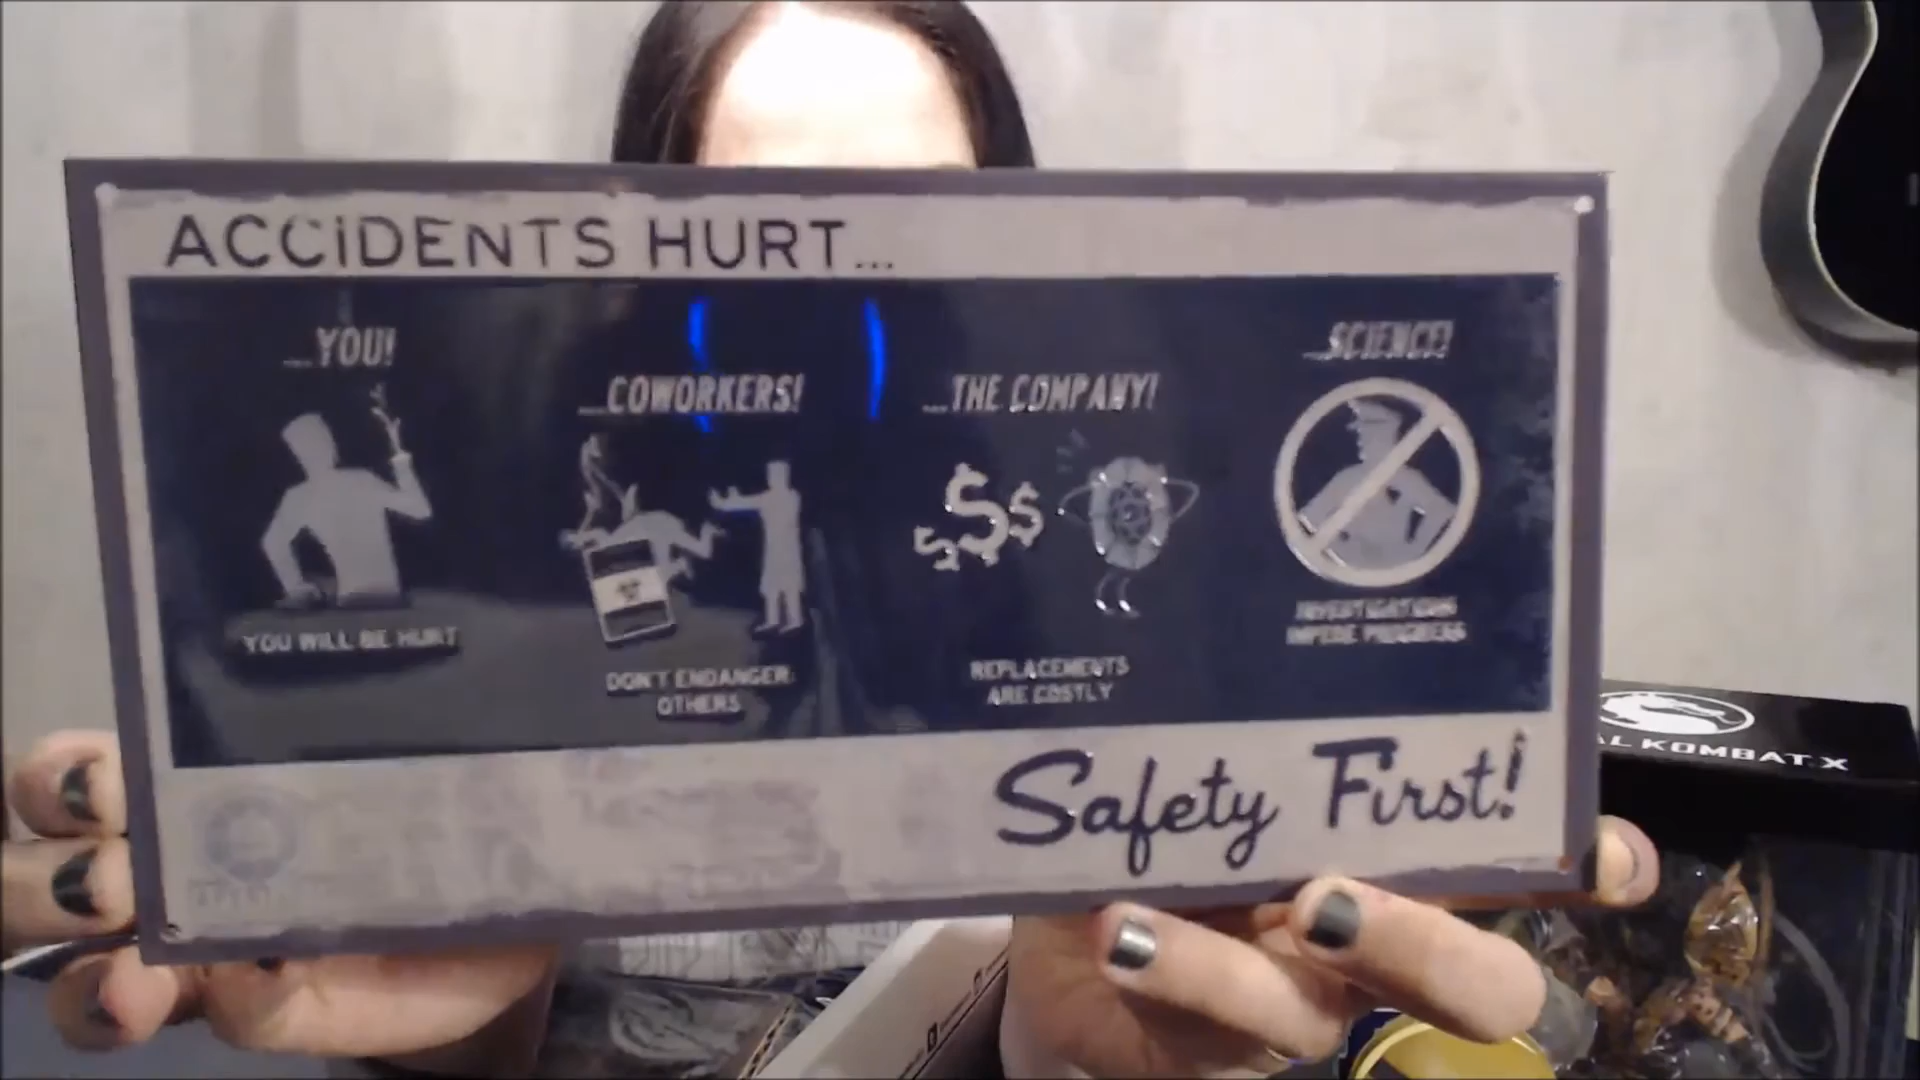 ACCIDENTS HURT...
...YOU!
...COWORKERS!
...THE COMPANY!
...SCIENCE!
YOU WILL BE HURT
DON'T ENDANGER
OTHERS
REPLACEMENTS
ARE COSTLY
INVESTIGATIONS
IMPEDE PROGRESS
Safety First!
AL KOMBAT X